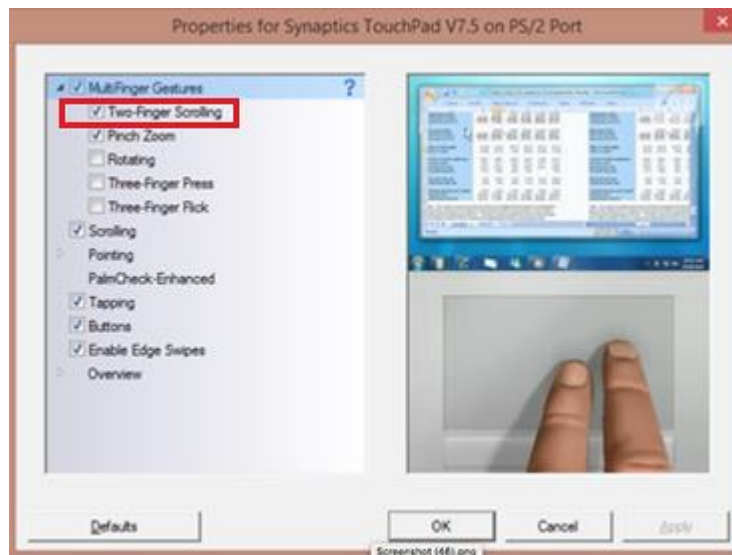 Properties for Synaptics TouchPad V7.5 on PS/2 Port
MultiFinger Gestures
?
Two-Finger Scrolling
Pinch Zoom
Rotating
Three-Finger Press
Three-Finger Flick
Scrolling
Pointing
PalmCheck-Enhanced
Tapping
Buttons
Enable Edge Swipes
Overview
Defaults
OK
Cancel
Apply
Screenshot (46).png